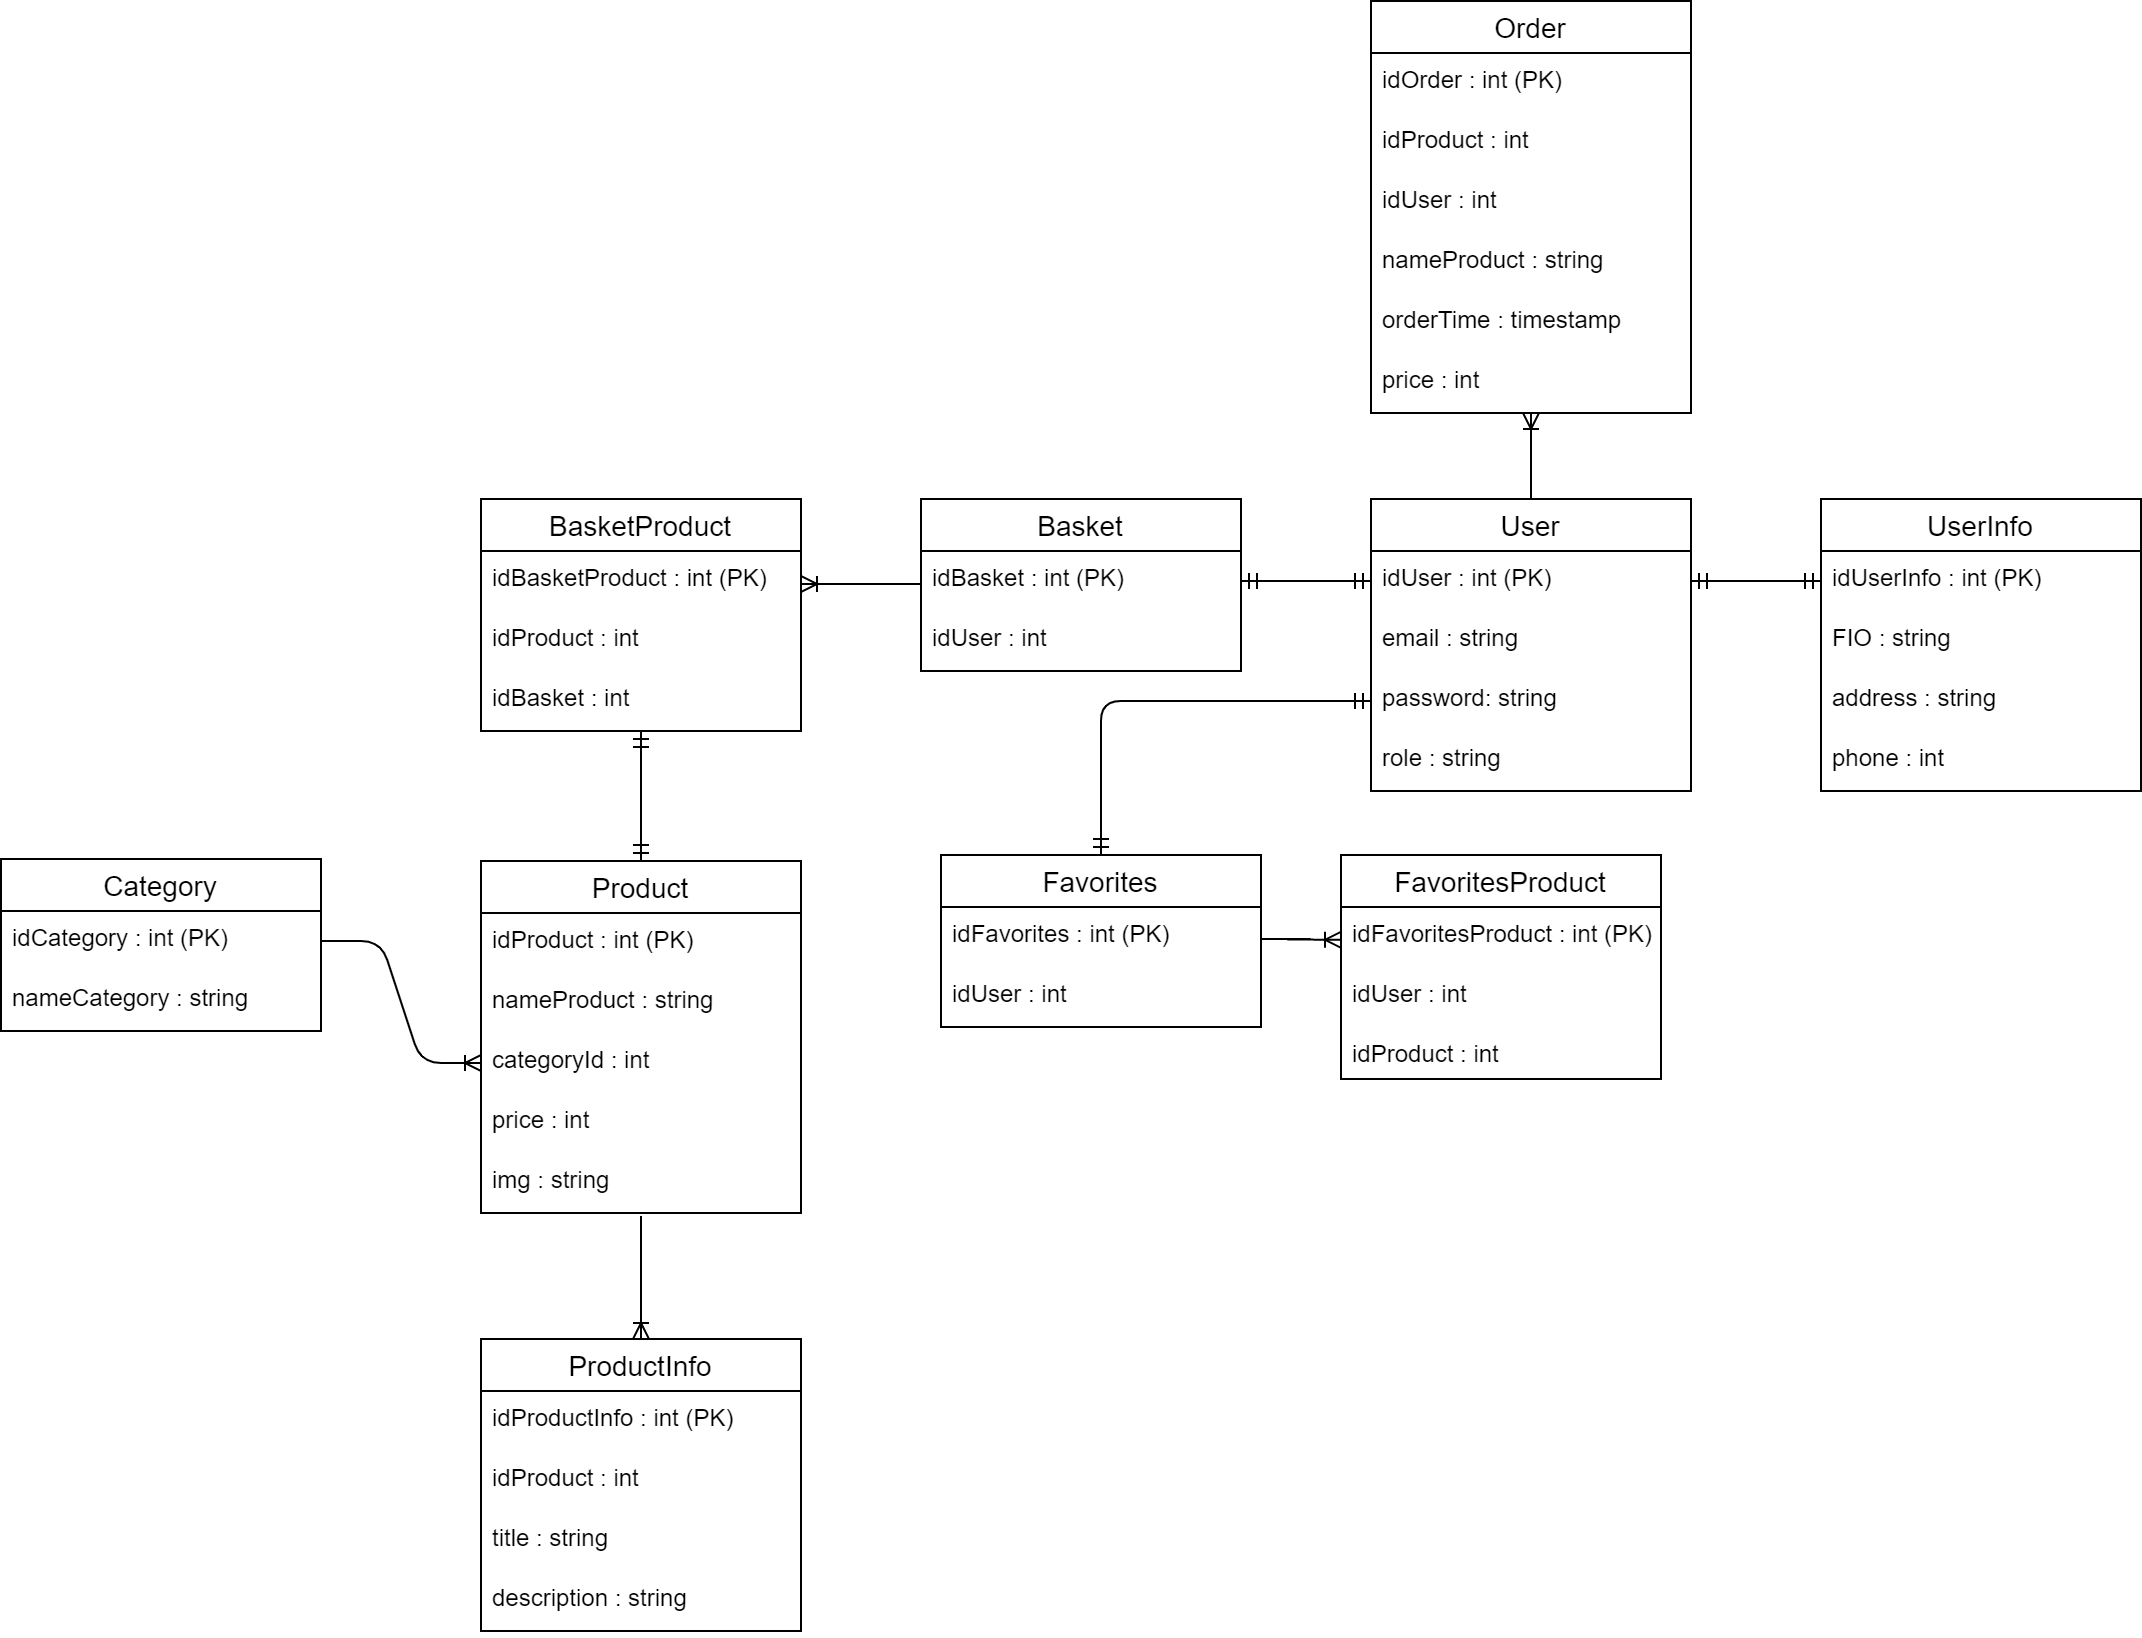 Order
idOrder : int (PK)
idProduct : int
idUser : int
nameProduct : string
orderTime : timestamp
price : int
BasketProduct
idBasketProduct : int (PK)
idProduct : int
idBasket : int
Basket
idBasket : int (PK)
idUser : int
User
idUser : int (PK)
email : string
password: string
role : string
UserInfo
idUserInfo : int (PK)
FIO : string
address : string
phone : int
Category
idCategory : int (PK)
nameCategory : string
Product
idProduct : int (PK)
nameProduct : string
categoryId : int
price : int
img : string
Favorites
idFavorites : int (PK)
idUser : int
FavoritesProduct
idFavoritesProduct : int (PK)
idUser : int
idProduct : int
ProductInfo
idProductInfo : int (PK)
idProduct : int
title : string
description : string